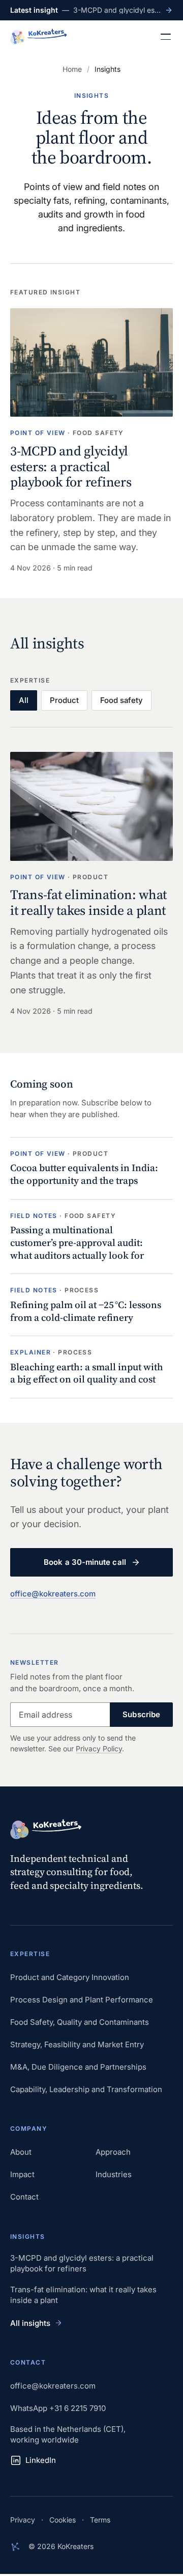 Latest insight — 3-MCPD and glycidyl es... →
KoKreaters
Home / Insights
INSIGHTS
Ideas from the
plant floor and
the boardroom.
Points of view and field notes on
specialty fats, refining, contaminants,
audits and growth in food
and ingredients.
FEATURED INSIGHT
POINT OF VIEW · FOOD SAFETY
3-MCPD and glycidyl
esters: a practical
playbook for refiners
Process contaminants are not a
laboratory problem. They are made in
the refinery, step by step, and they
can be unmade the same way.
4 Nov 2026 · 5 min read
All insights
EXPERTISE
All Product Food safety
POINT OF VIEW · PRODUCT
Trans-fat elimination: what
it really takes inside a plant
Removing partially hydrogenated oils
is a formulation change, a process
change and a people change.
Plants that treat it as only the first
one struggle.
4 Nov 2026 · 5 min read
Coming soon
In preparation now. Subscribe below to
hear when they are published.
POINT OF VIEW · PRODUCT
Cocoa butter equivalents in India:
the opportunity and the traps
FIELD NOTES · FOOD SAFETY
Passing a multinational
customer's pre-approval audit:
what auditors actually look for
FIELD NOTES · PROCESS
Refining palm oil at −25 °C: lessons
from a cold-climate refinery
EXPLAINER · PROCESS
Bleaching earth: a small input with
a big effect on oil quality and cost
Have a growth worth
solving together?
Tell us about your product, your plant
or your decision.
Book a 30-minute call →
office@kokreaters.com
NEWSLETTER
Field notes from the plant floor
and the boardroom, once a month.
Email address Subscribe
We use your address only to send the
newsletter. See our Privacy Policy.
KoKreaters
Independent technical and
strategy consulting for food,
feed and specialty ingredients.
EXPERTISE
Product and Category Innovation
Process Design and Plant Performance
Food Safety, Quality and Contaminants
Strategy, Feasibility and Market Entry
M&A, Due Diligence and Partnerships
Capability, Leadership and Transformation
COMPANY
About Approach
Impact Industries
Contact
INSIGHTS
3-MCPD and glycidyl esters: a practical
playbook for refiners
Trans-fat elimination: what it really takes
inside a plant
All insights →
CONTACT
office@kokreaters.com
WhatsApp +31 6 2215 7910
Based in the Netherlands (CET),
working worldwide
LinkedIn
Privacy · Cookies · Terms
© 2026 KoKreaters